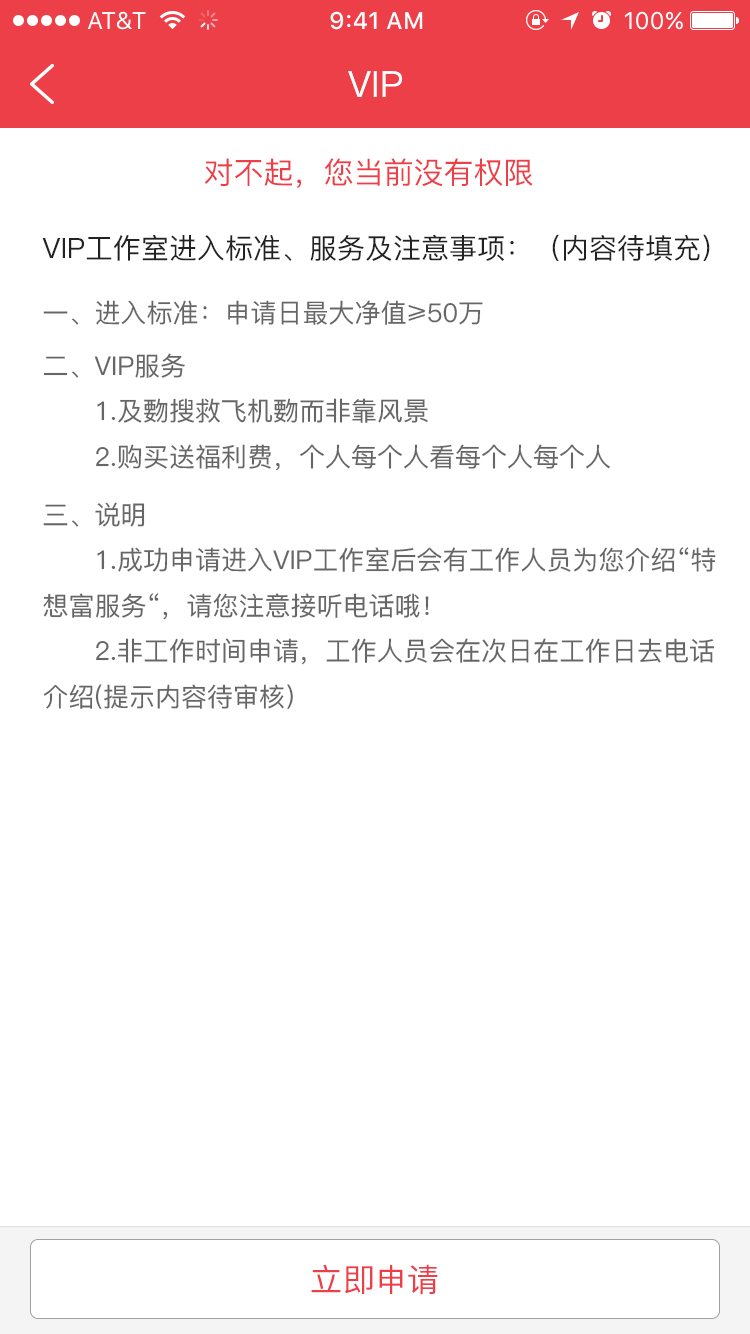 AT&T 9:41 AM 100%
VIP
对不起，您当前没有权限
VIP工作室进入标准、服务及注意事项：（内容待填充）
一、进入标准：申请日最大净值≥50万
二、VIP服务
1.及覅搜救飞机覅而非靠风景
2.购买送福利费，个人每个人看每个人每个人
三、说明
1.成功申请进入VIP工作室后会有工作人员为您介绍“特
想富服务“，请您注意接听电话哦！
2.非工作时间申请，工作人员会在次日在工作日去电话
介绍(提示内容待审核)
立即申请